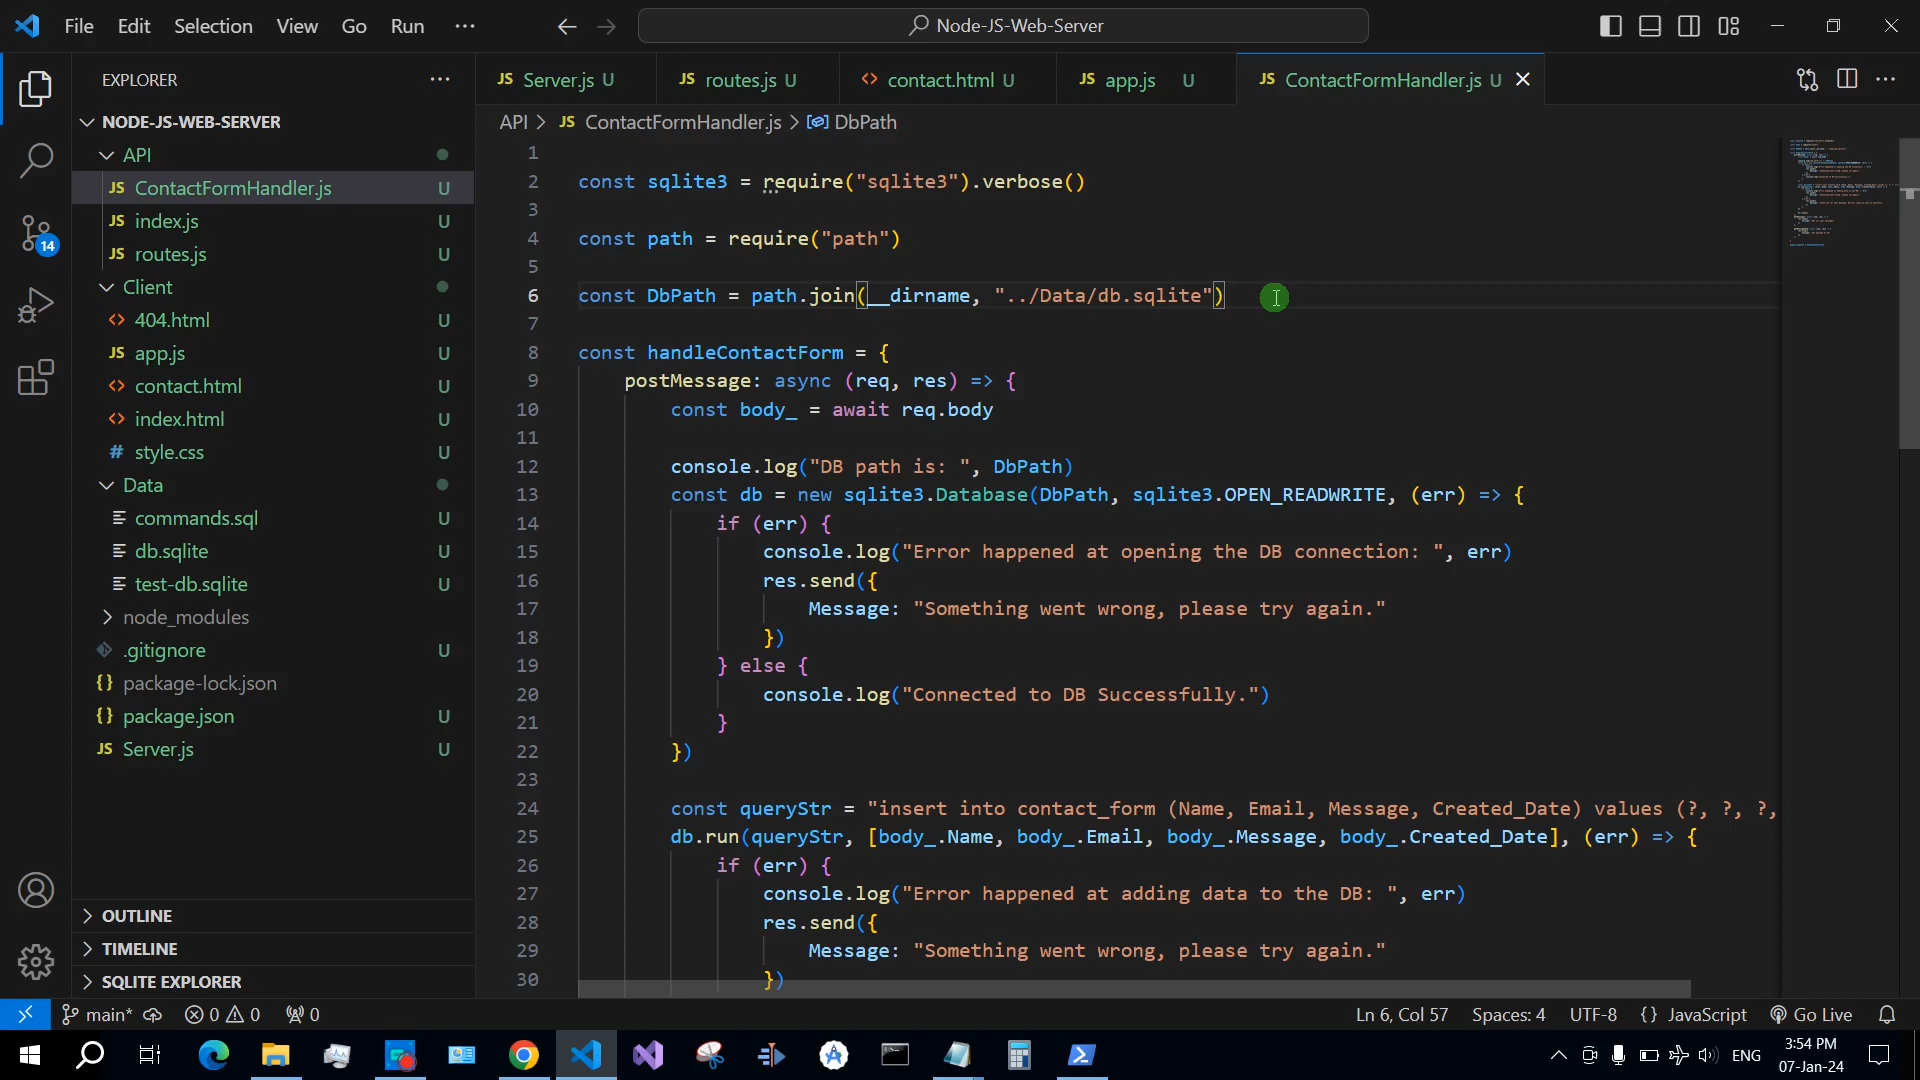 File Edit Selection View Go Run ···
Node-JS-Web-Server
EXPLORER
JS Server.js U
JS routes.js U
<> contact.html U
JS app.js U
JS ContactFormHandler.js U
NODE-JS-WEB-SERVER
API
JS ContactFormHandler.js U
JS index.js U
JS routes.js U
Client
<> 404.html U
JS app.js U
<> contact.html U
<> index.html U
# style.css U
Data
commands.sql U
db.sqlite U
test-db.sqlite U
node_modules
.gitignore U
{} package-lock.json
{} package.json U
JS Server.js U
OUTLINE
TIMELINE
SQLITE EXPLORER
14
API > JS ContactFormHandler.js > DbPath
1
2 const sqlite3 = require("sqlite3").verbose()
3
4 const path = require("path")
5
6 const DbPath = path.join(__dirname, "../Data/db.sqlite")
7
8 const handleContactForm = {
9 postMessage: async (req, res) => {
10 const body_ = await req.body
11
12 console.log("DB path is: ", DbPath)
13 const db = new sqlite3.Database(DbPath, sqlite3.OPEN_READWRITE, (err) => {
14 if (err) {
15 console.log("Error happened at opening the DB connection: ", err)
16 res.send({
17 Message: "Something went wrong, please try again."
18 })
19 } else {
20 console.log("Connected to DB Successfully.")
21 }
22 })
23
24 const queryStr = "insert into contact_form (Name, Email, Message, Created_Date) values (?, ?, ?,
25 db.run(queryStr, [body_.Name, body_.Email, body_.Message, body_.Created_Date], (err) => {
26 if (err) {
27 console.log("Error happened at adding data to the DB: ", err)
28 res.send({
29 Message: "Something went wrong, please try again."
30 })
main* 0 0 0
Ln 6, Col 57 Spaces: 4 UTF-8 {} JavaScript Go Live
ENG
3:54 PM
07-Jan-24